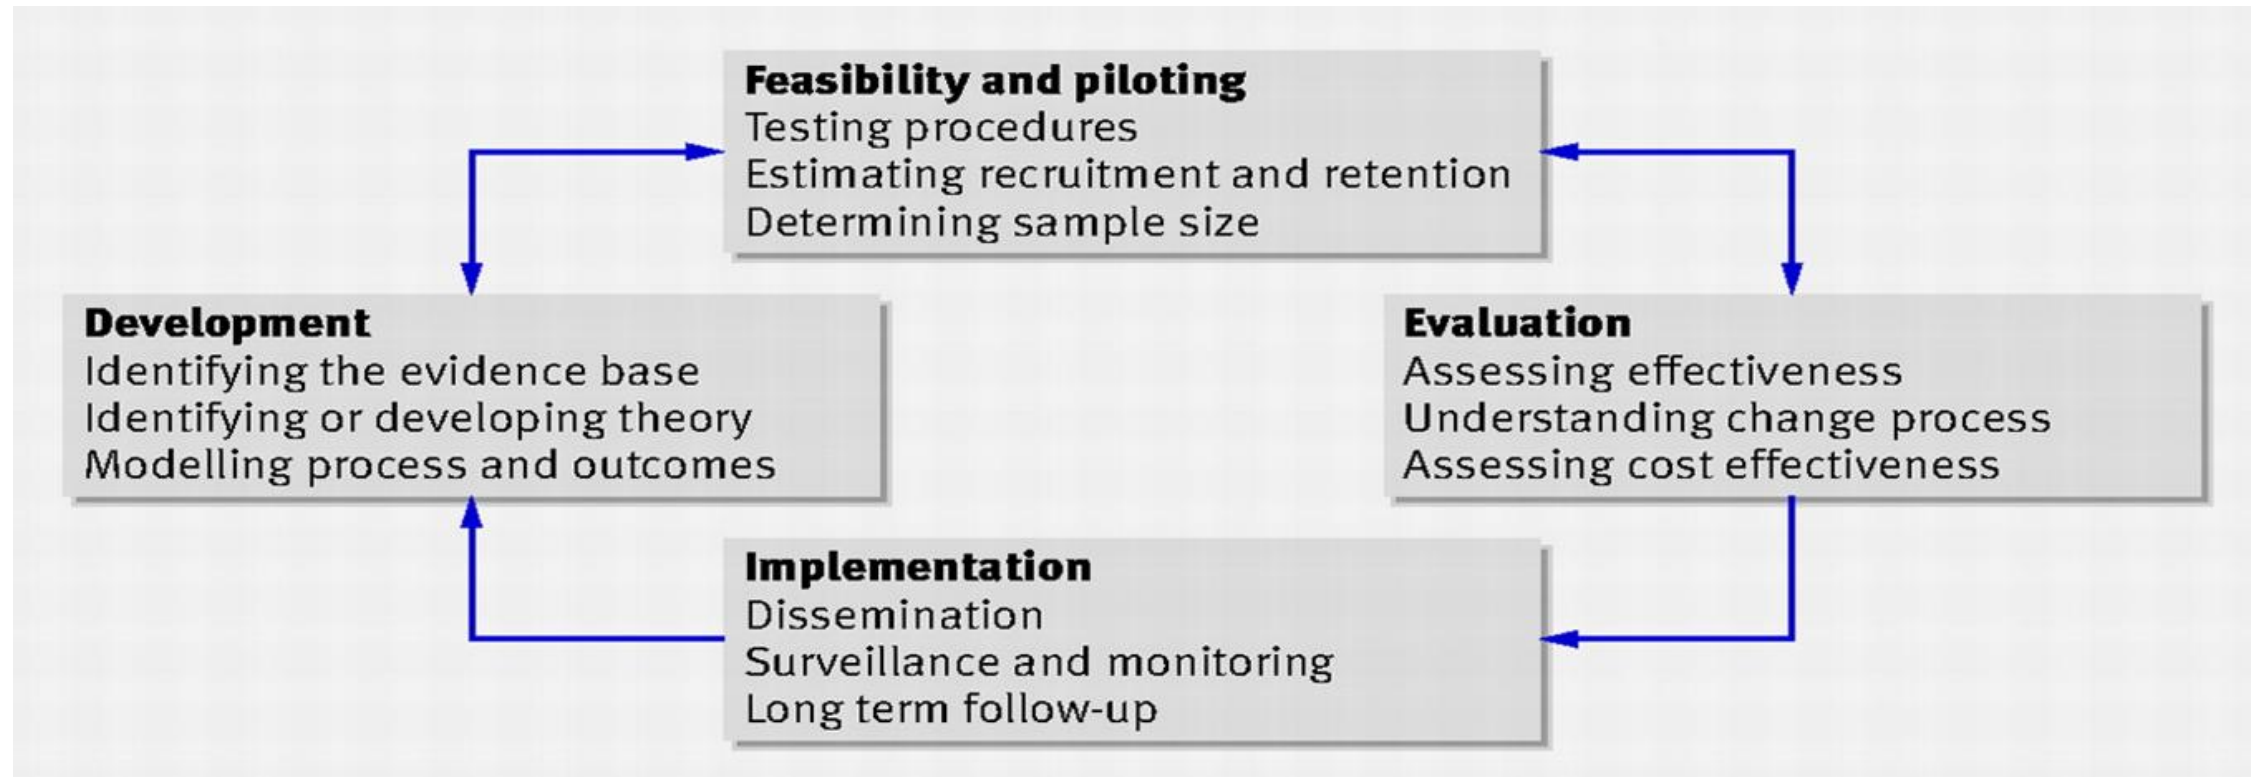 Feasibility and piloting
Testing procedures
Estimating recruitment and retention
Determining sample size
Development
Identifying the evidence base
Identifying or developing theory
Modelling process and outcomes
Evaluation
Assessing effectiveness
Understanding change process
Assessing cost effectiveness
Implementation
Dissemination
Surveillance and monitoring
Long term follow-up